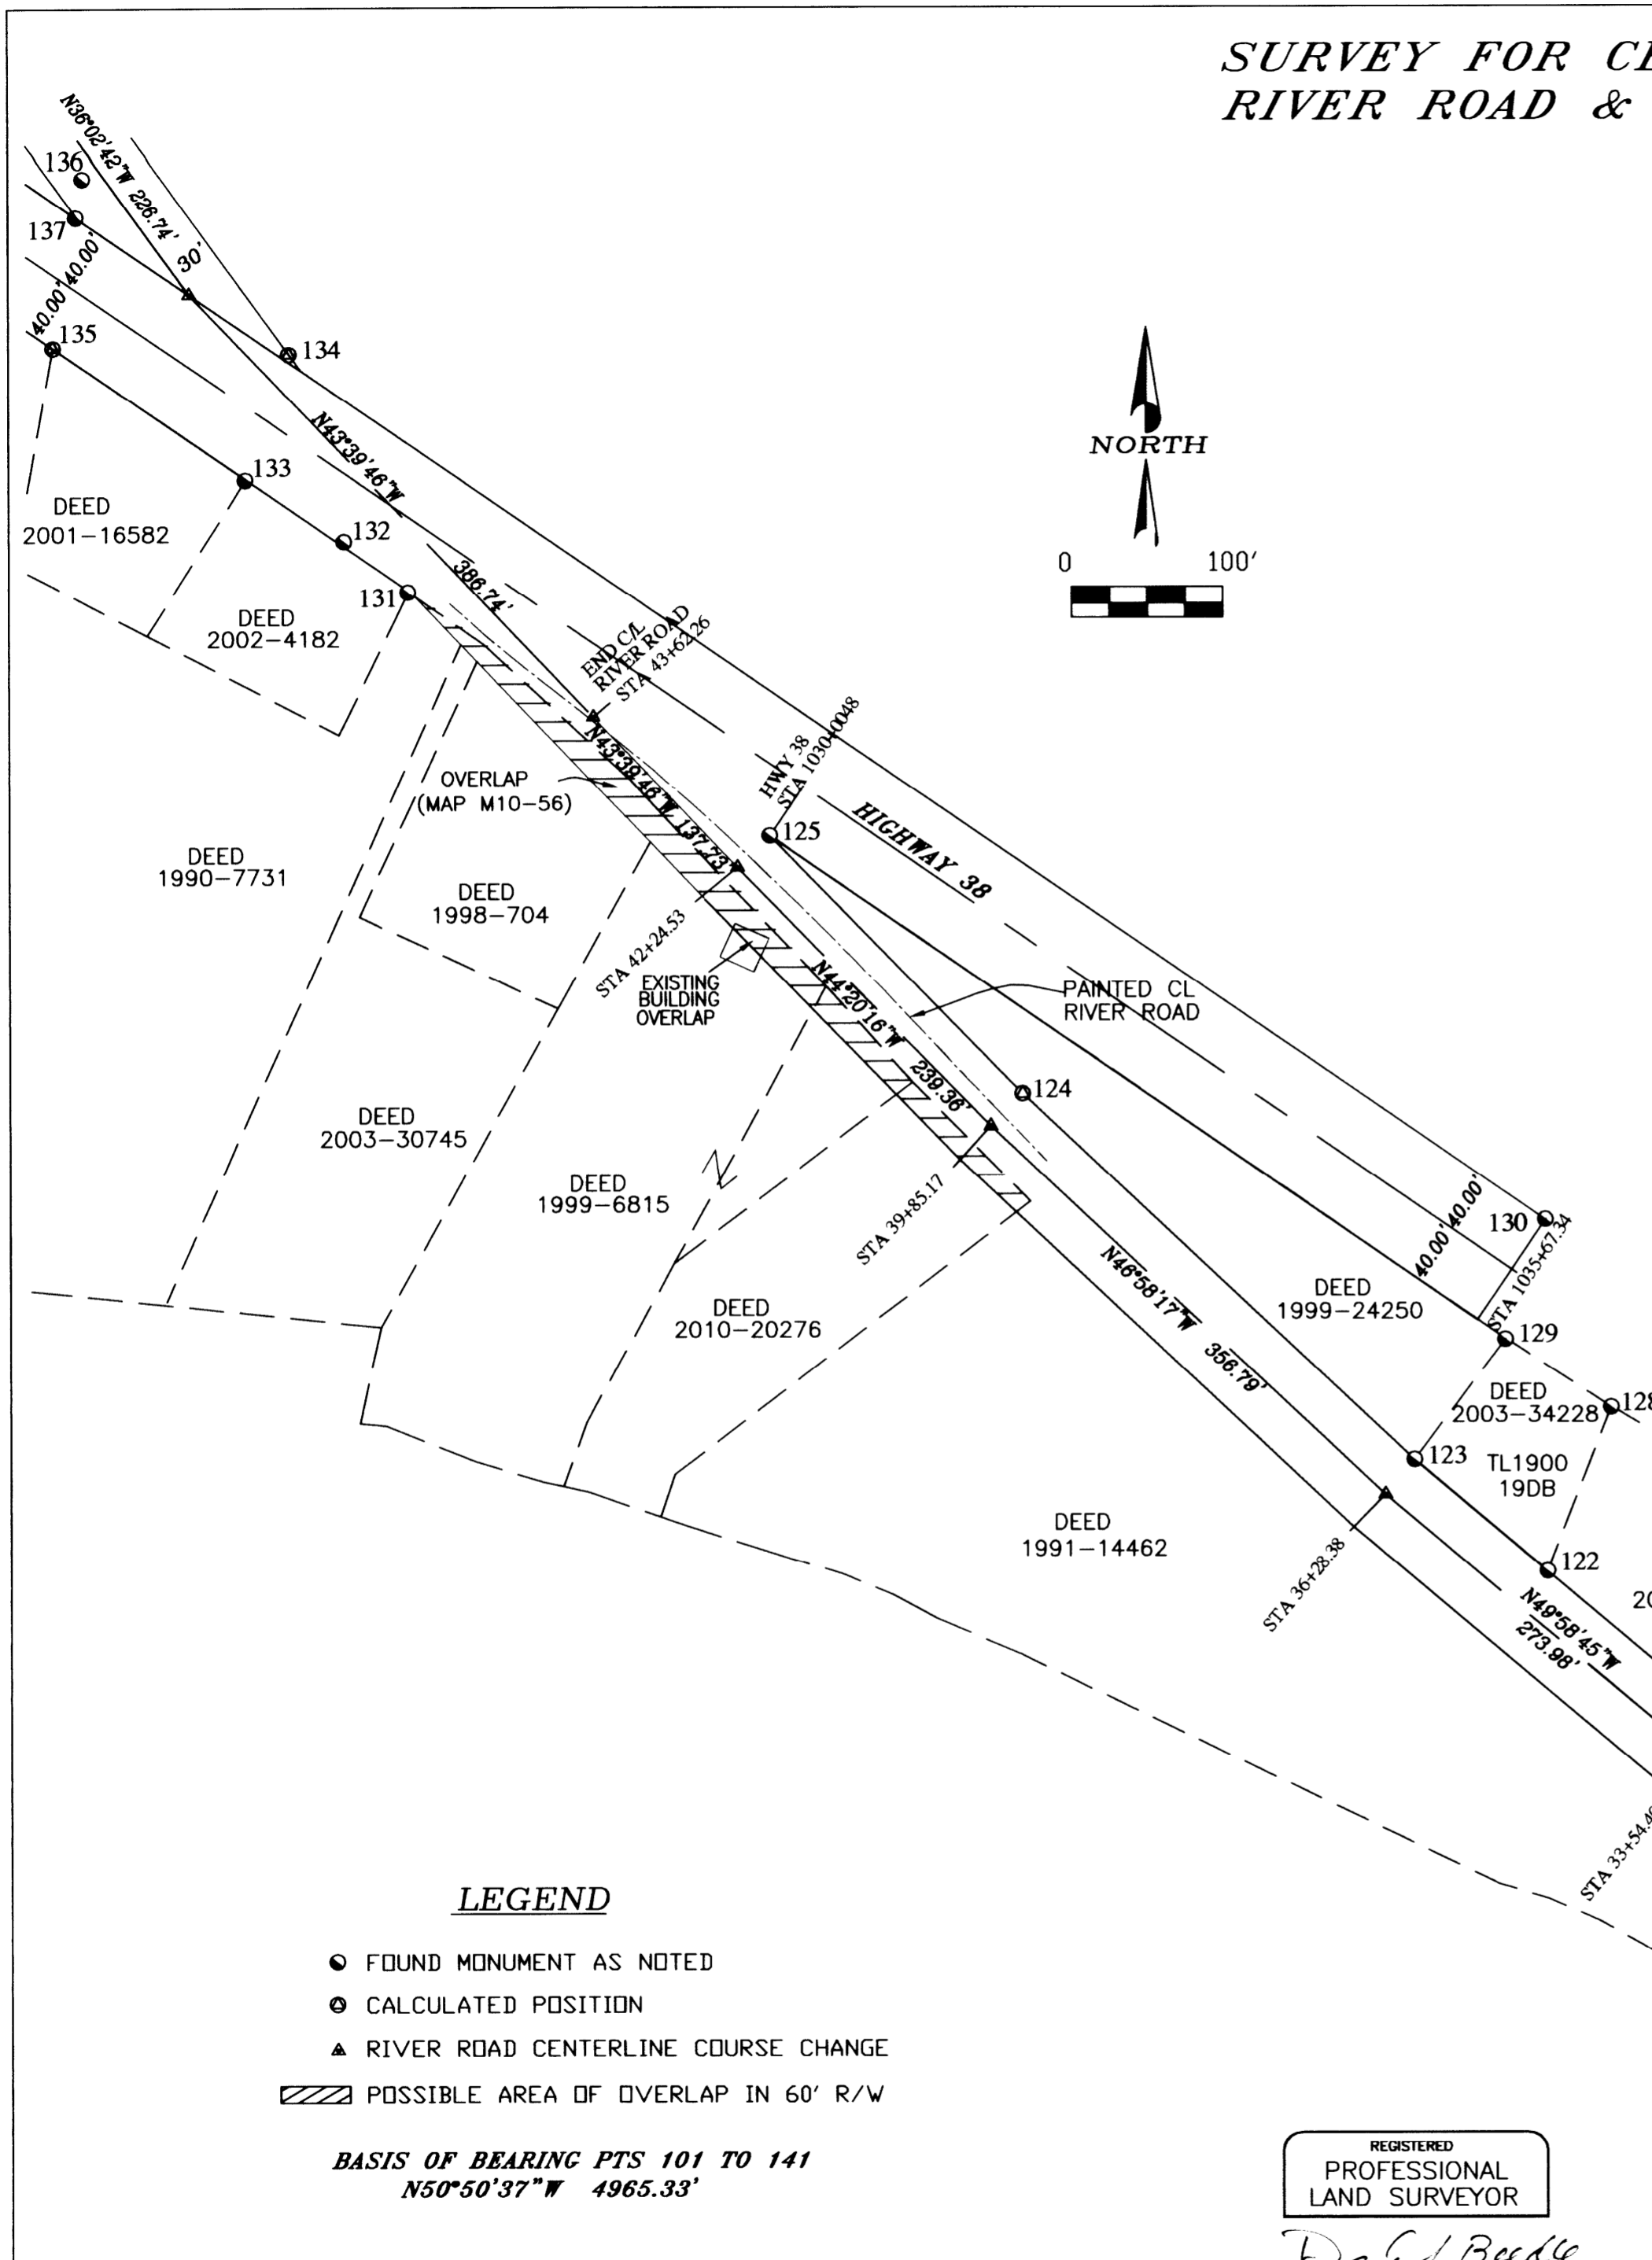 SURVEY FOR
RIVER ROAD &
N36°02'42"W 226.74'
30'
136
137
40.00' 40.00'
135
134
N43°39'46"W
386.74'
133
132
131
DEED
2001-16582
DEED
2002-4182
NORTH
0 100'
END C/L
RIVER ROAD
STA 43+62.26
N43°39'46"W 137.73'
HWY 38
STA 1030+0048
125
HIGHWAY 38
OVERLAP
(MAP M10-56)
DEED
1990-7731
DEED
1998-704
STA 42+24.53
EXISTING
BUILDING
OVERLAP
N44°20'16"W 239.36'
PAINTED CL
RIVER ROAD
124
DEED
2003-30745
DEED
1999-6815
STA 39+85.17
DEED
2010-20276
N46°58'17"W 356.79'
40.00' 40.00'
130
STA 1035+67.34
DEED
1999-24250
129
DEED
2003-34228
128
123
TL1900
19DB
122
DEED
1991-14462
STA 36+28.38
N49°58'45"W
273.98'
STA 33+54.40
LEGEND
FOUND MONUMENT AS NOTED
CALCULATED POSITION
RIVER ROAD CENTERLINE COURSE CHANGE
POSSIBLE AREA OF OVERLAP IN 60' R/W
BASIS OF BEARING PTS 101 TO 141
N50°50'37"W 4965.33'
REGISTERED
PROFESSIONAL
LAND SURVEYOR